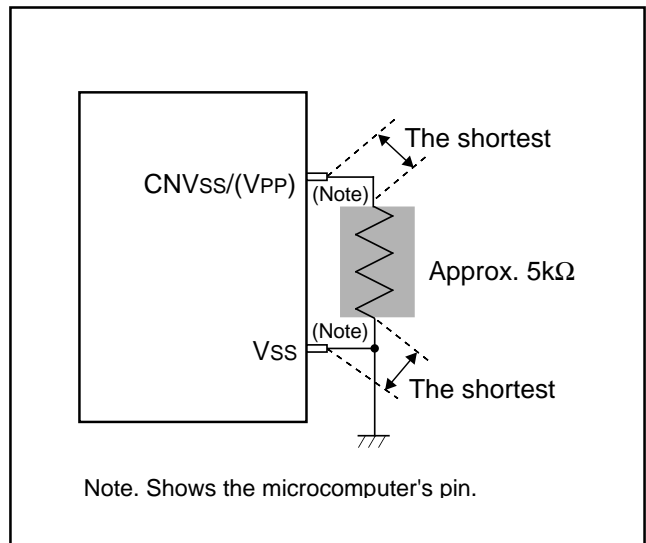 The shortest
CNVss/(VPP)
(Note)
Approx. 5kΩ
(Note)
Vss
The shortest
Note. Shows the microcomputer's pin.